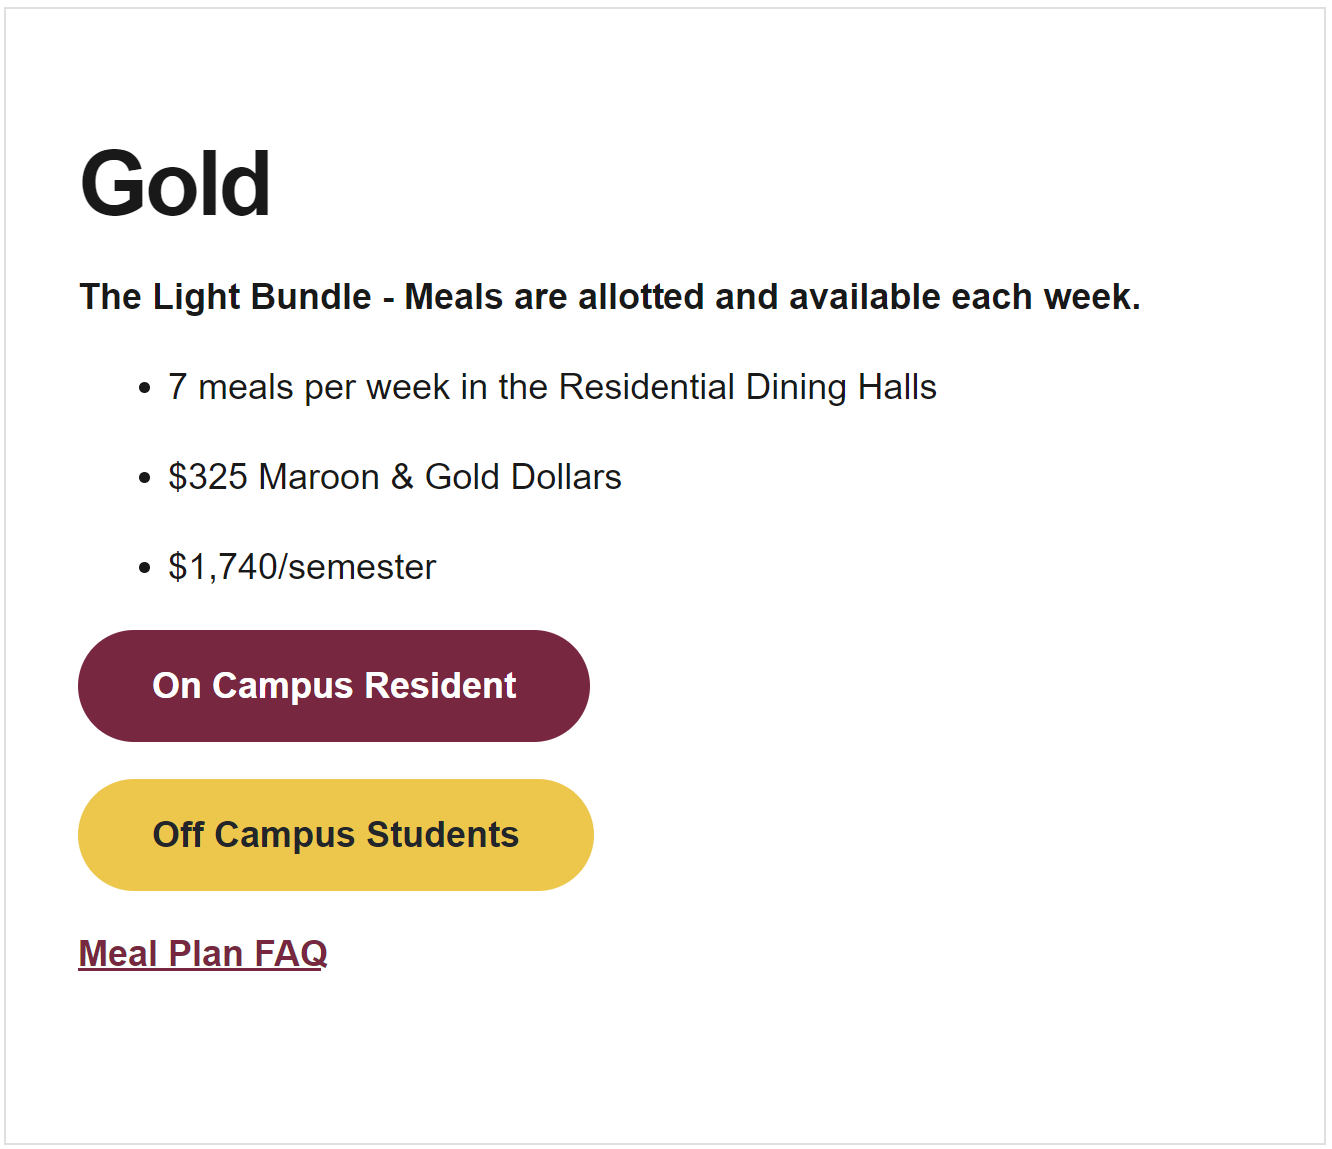 Gold
The Light Bundle - Meals are allotted and available each week.
• 7 meals per week in the Residential Dining Halls
• $325 Maroon & Gold Dollars
• $1,740/semester
On Campus Resident
Off Campus Students
Meal Plan FAQ